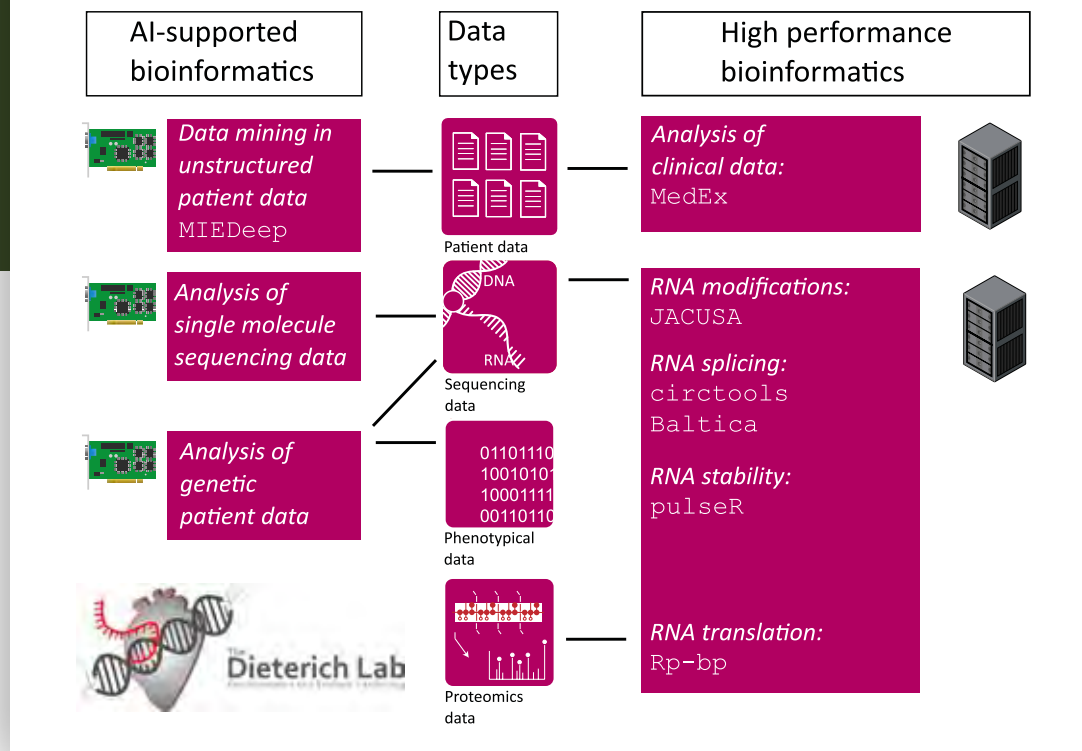 AI-supported
bioinformatics
Data
types
High performance
bioinformatics
Data mining in
unstructured
patient data
MIEDeep
Patient data
Analysis of
clinical data:
MedEx
Analysis of
single molecule
sequencing data
DNA
RNA
Sequencing
data
RNA modifications:
JACUSA
RNA splicing:
circtools
Baltica
RNA stability:
pulseR
RNA translation:
Rp-bp
Analysis of
genetic
patient data
01101110
10010101
10001111
00110110
Phenotypical
data
Proteomics
data
The
Dieterich Lab